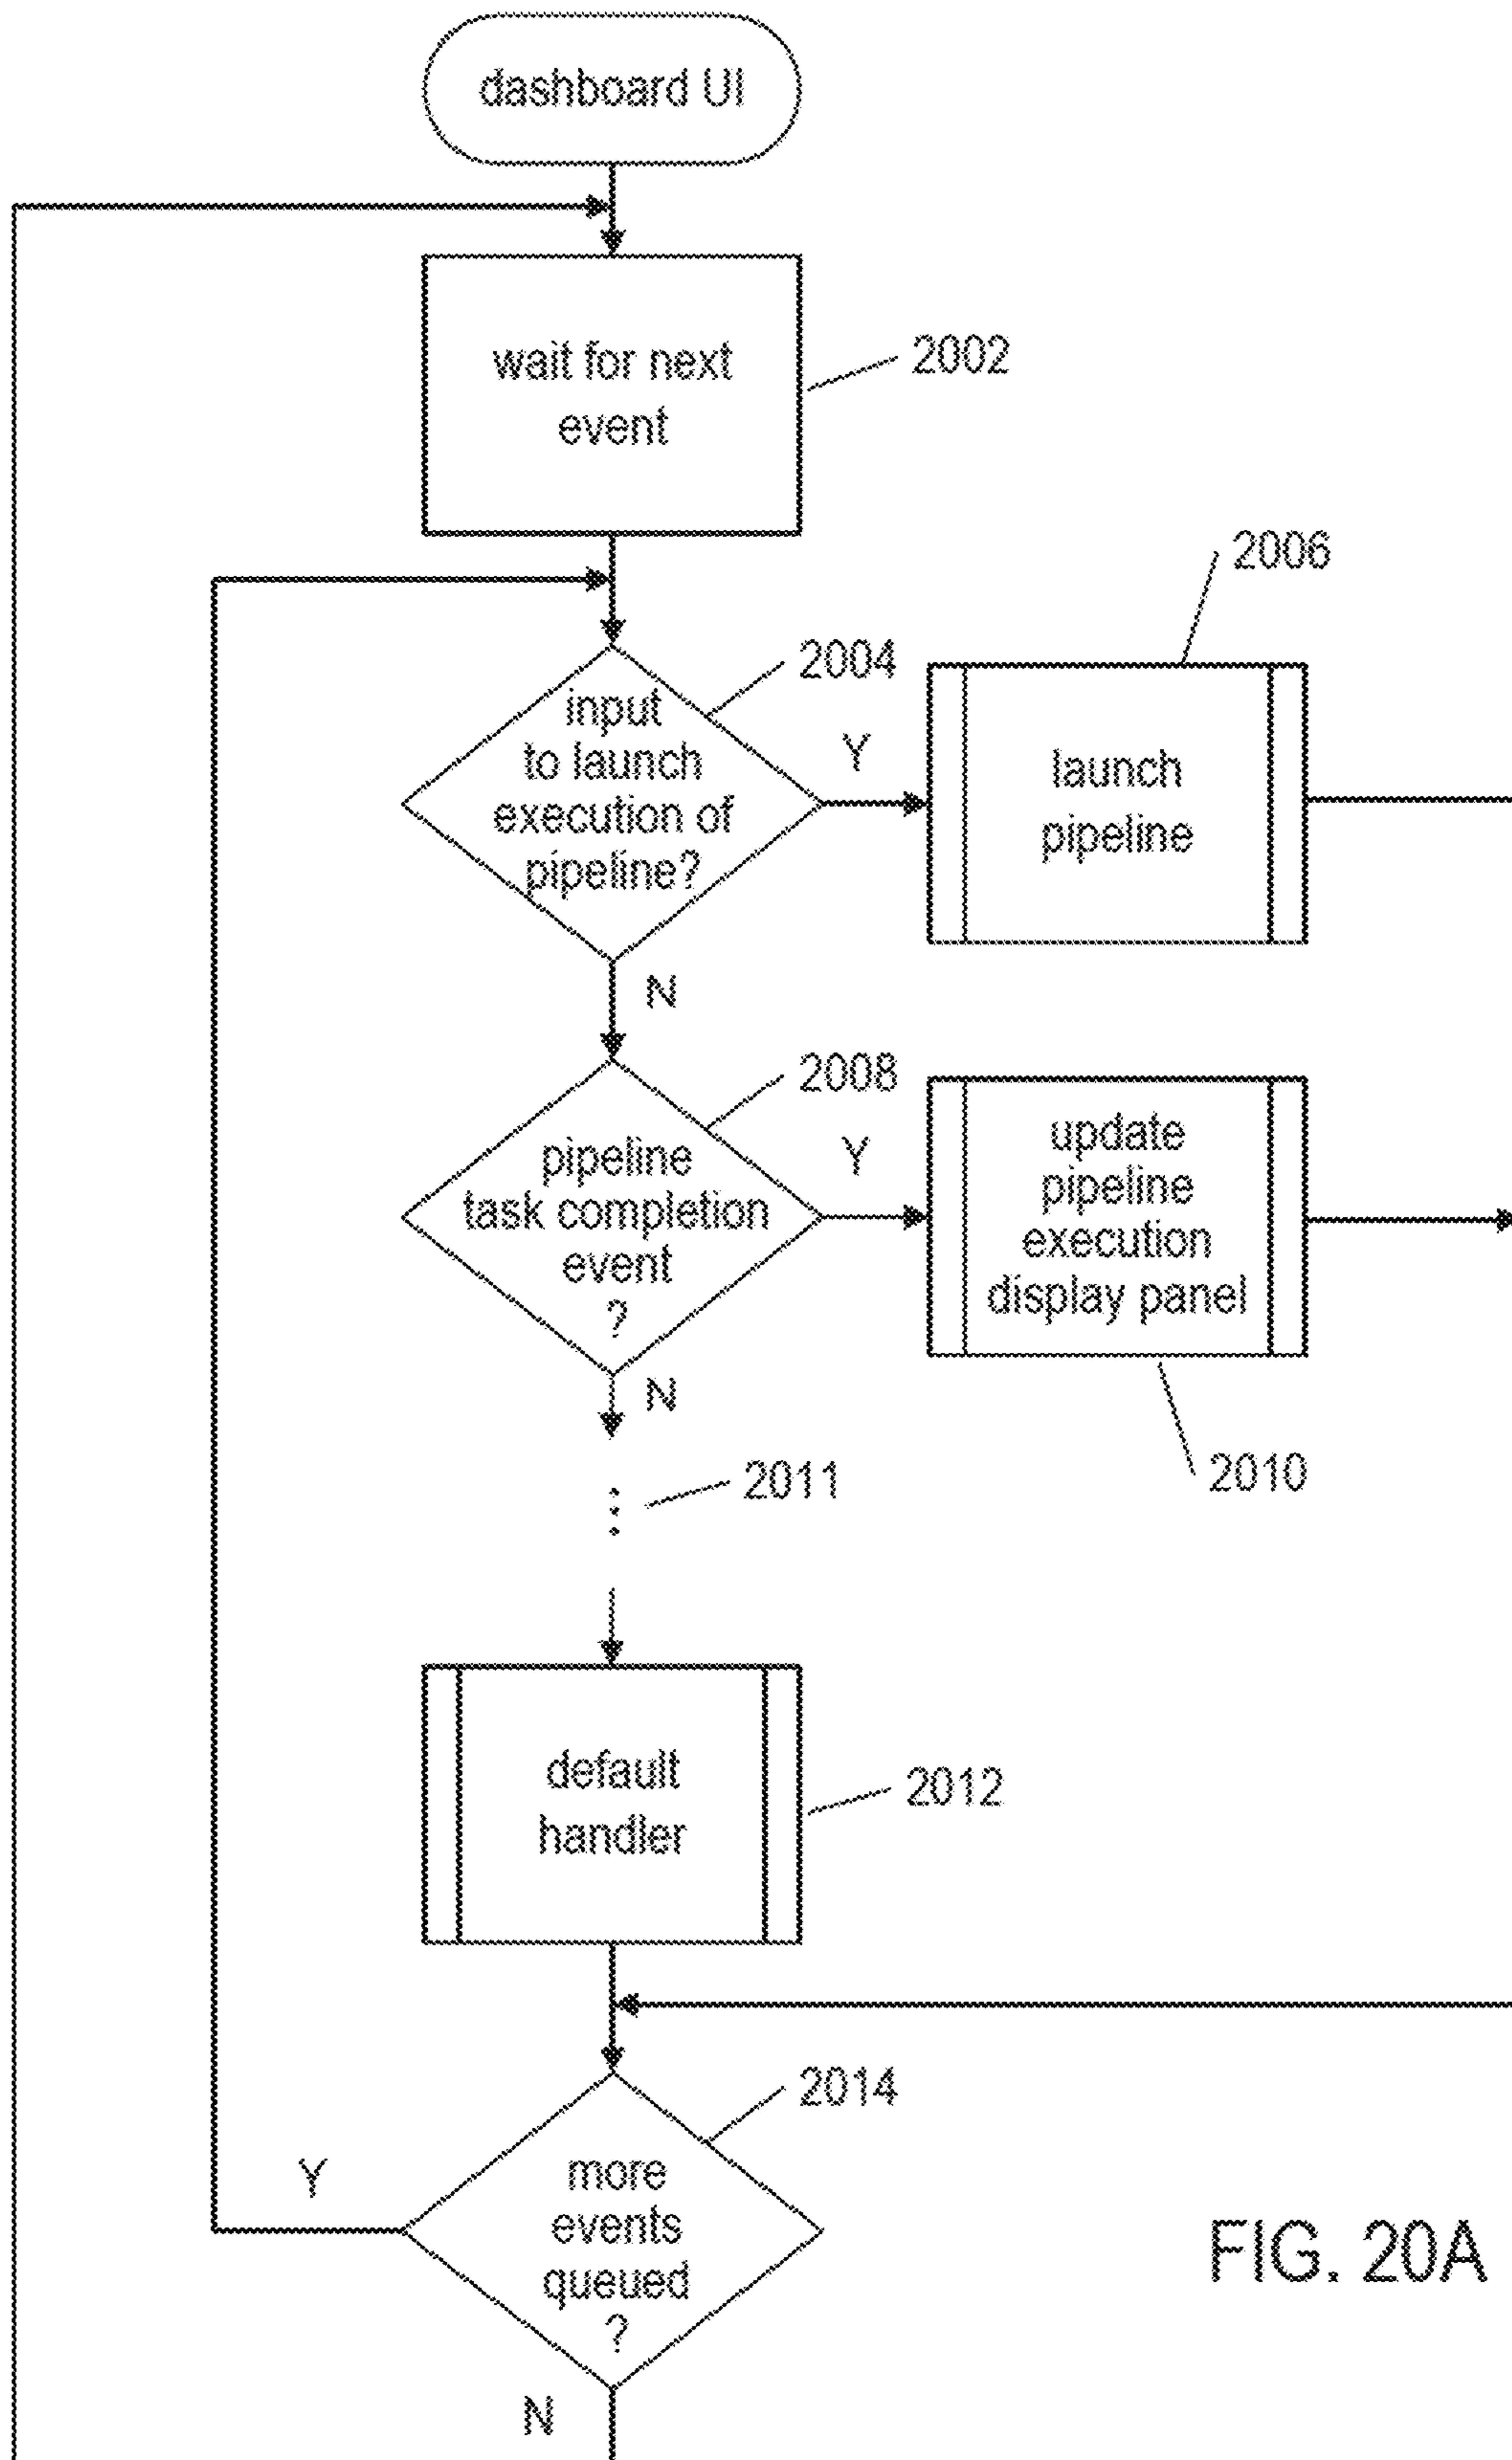 dashboard UI
wait for next
event
2002
2006
2004
input
to launch
execution of
pipeline?
Y
launch
pipeline
N
2008
pipeline
task completion
event
?
Y
update
pipeline
execution
display panel
N
2011
2010
default
handler
2012
2014
more
events
queued
?
Y
N
FIG. 20A